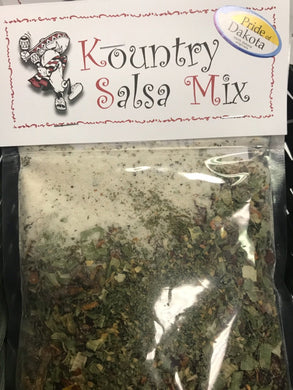 Kountry
Salsa Mix
Pride of
Dakota